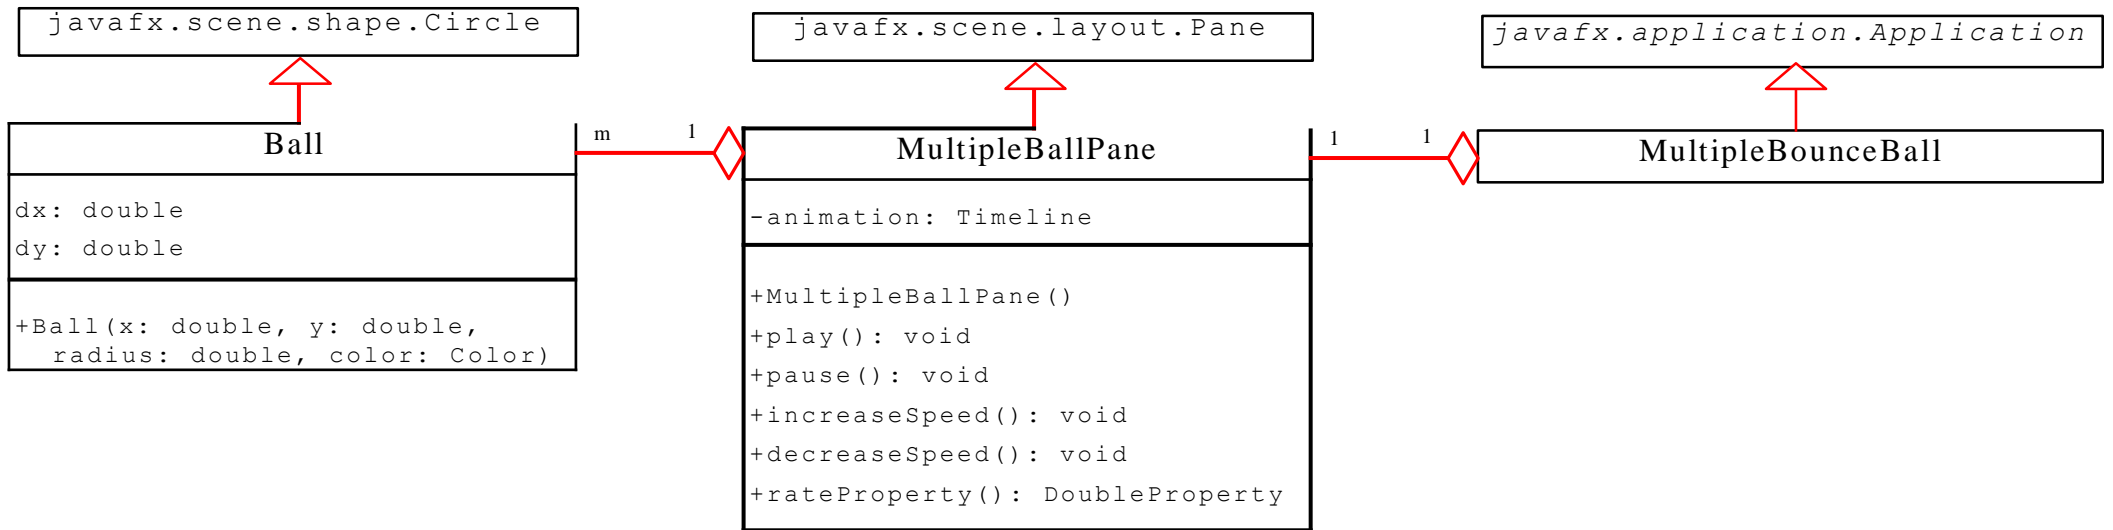 javafx.scene.shape.Circle
javafx.scene.layout.Pane
javafx.application.Application
Ball
m
1
MultipleBallPane
1
1
MultipleBounceBall
dx: double
dy: double
+Ball(x: double, y: double,
radius: double, color: Color)
-animation: Timeline
+MultipleBallPane()
+play(): void
+pause(): void
+increaseSpeed(): void
+decreaseSpeed(): void
+rateProperty(): DoubleProperty